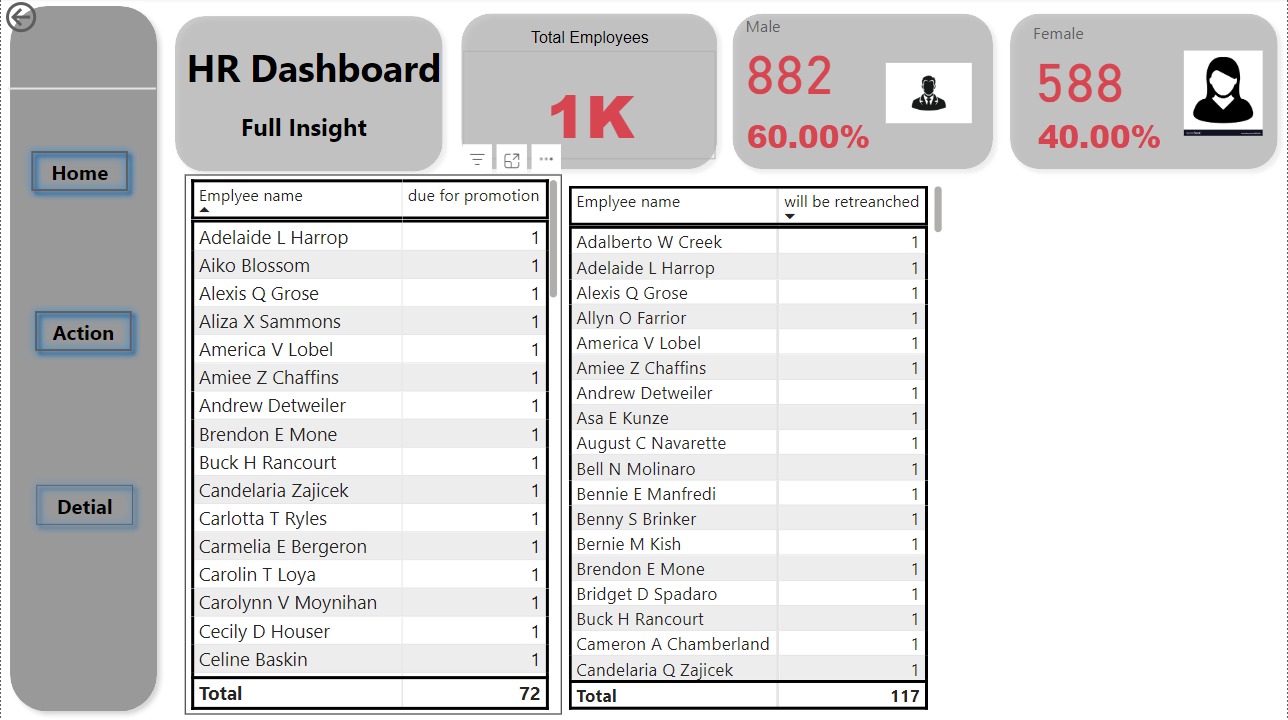 HR Dashboard
Full Insight
Total Employees
1K
Male
882
60.00%
Female
588
40.00%
Home
Action
Detial
Emplyee name due for promotion
Adelaide L Harrop 1
Aiko Blossom 1
Alexis Q Grose 1
Aliza X Sammons 1
America V Lobel 1
Amiee Z Chaffins 1
Andrew Detweiler 1
Brendon E Mone 1
Buck H Rancourt 1
Candelaria Zajicek 1
Carlotta T Ryles 1
Carmelia E Bergeron 1
Carolin T Loya 1
Carolynn V Moynihan 1
Cecily D Houser 1
Celine Baskin 1
Total 72
Emplyee name will be retreanched
Adalberto W Creek 1
Adelaide L Harrop 1
Alexis Q Grose 1
Allyn O Farrior 1
America V Lobel 1
Amiee Z Chaffins 1
Andrew Detweiler 1
Asa E Kunze 1
August C Navarette 1
Bell N Molinaro 1
Bennie E Manfredi 1
Benny S Brinker 1
Bernie M Kish 1
Brendon E Mone 1
Bridget D Spadaro 1
Buck H Rancourt 1
Cameron A Chamberland 1
Candelaria Q Zajicek 1
Total 117